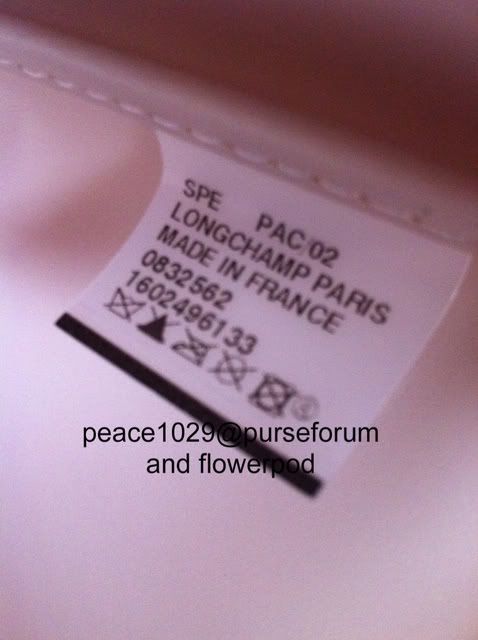 SPE PAC/02
LONGCHAMP PARIS
MADE IN FRANCE
0832562
1602496133
peace1029@purseforum
and flowerpod